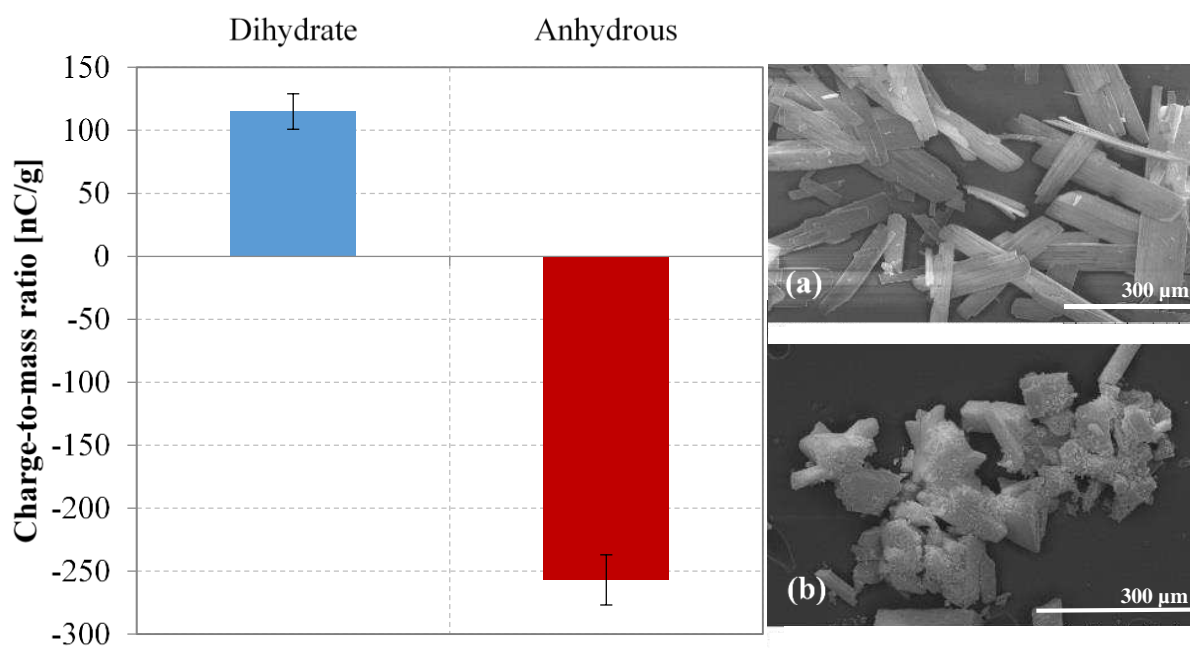 Dihydrate
Anhydrous
Charge-to-mass ratio [nC/g]
150
100
50
0
-50
-100
-150
-200
-250
-300
(a)
300 µm
(b)
300 µm